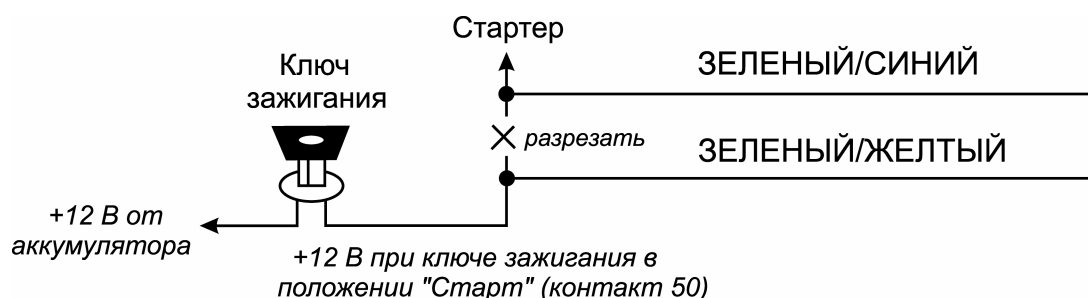 Стартер
Ключ
зажигания
ЗЕЛЕНЫЙ/СИНИЙ
разрезать
ЗЕЛЕНЫЙ/ЖЕЛТЫЙ
+12 В от
аккумулятора
+12 В при ключе зажигания в
положении "Старт" (контакт 50)